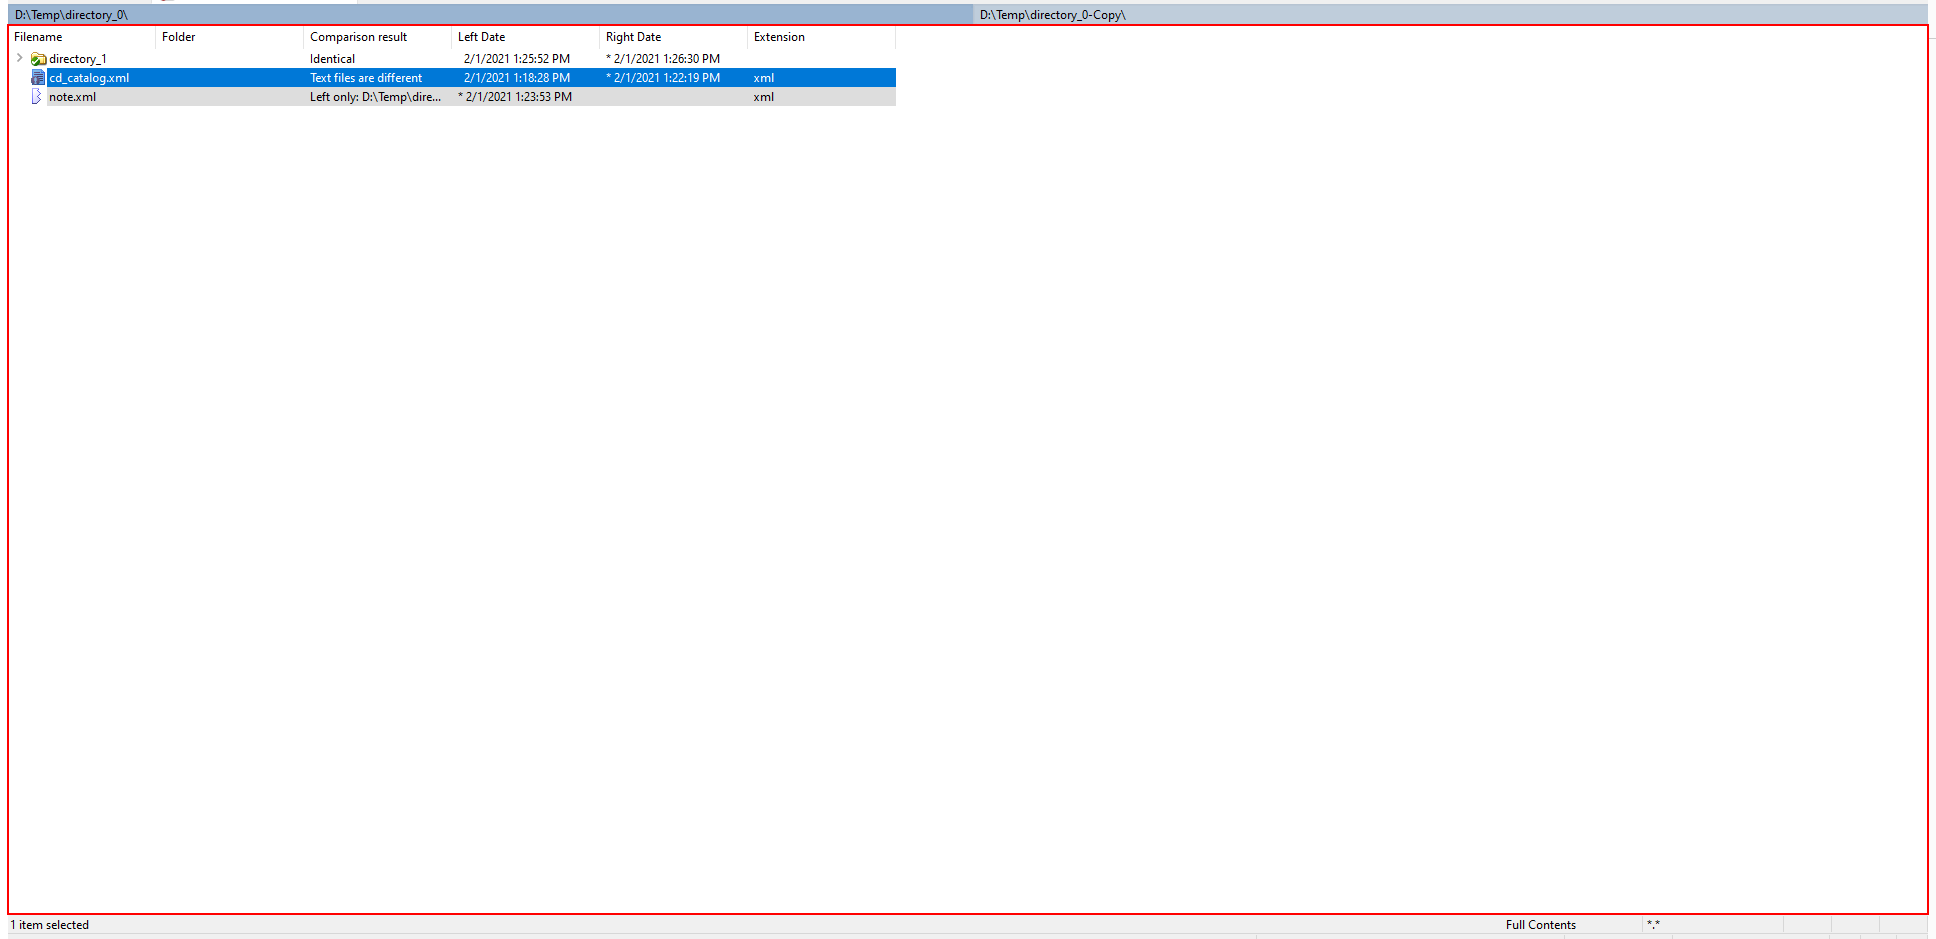 D:\Temp\directory_0\ D:\Temp\directory_0-Copy\
Filename Folder Comparison result Left Date Right Date Extension
directory_1 Identical 2/1/2021 1:25:52 PM * 2/1/2021 1:26:30 PM
cd_catalog.xml Text files are different 2/1/2021 1:18:28 PM * 2/1/2021 1:22:19 PM xml
note.xml Left only: D:\Temp\dire... * 2/1/2021 1:23:53 PM xml
1 item selected Full Contents *.*